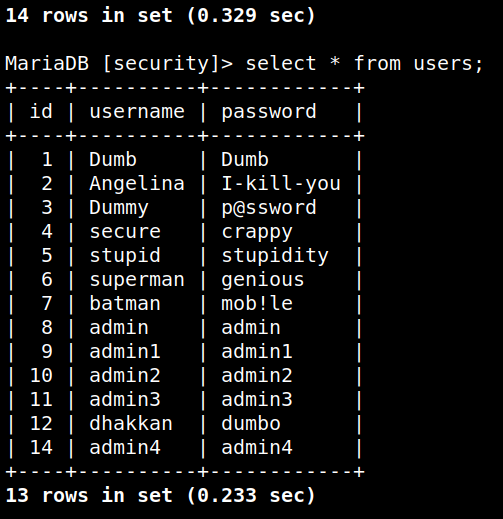 14 rows in set (0.329 sec)

MariaDB [security]> select * from users;
+----+----------+------------+
| id | username | password   |
+----+----------+------------+
|  1 | Dumb     | Dumb       |
|  2 | Angelina | I-kill-you |
|  3 | Dummy    | p@ssword   |
|  4 | secure   | crappy     |
|  5 | stupid   | stupidity  |
|  6 | superman | genious    |
|  7 | batman   | mob!le     |
|  8 | admin    | admin      |
|  9 | admin1   | admin1     |
| 10 | admin2   | admin2     |
| 11 | admin3   | admin3     |
| 12 | dhakkan  | dumbo      |
| 14 | admin4   | admin4     |
+----+----------+------------+
13 rows in set (0.233 sec)